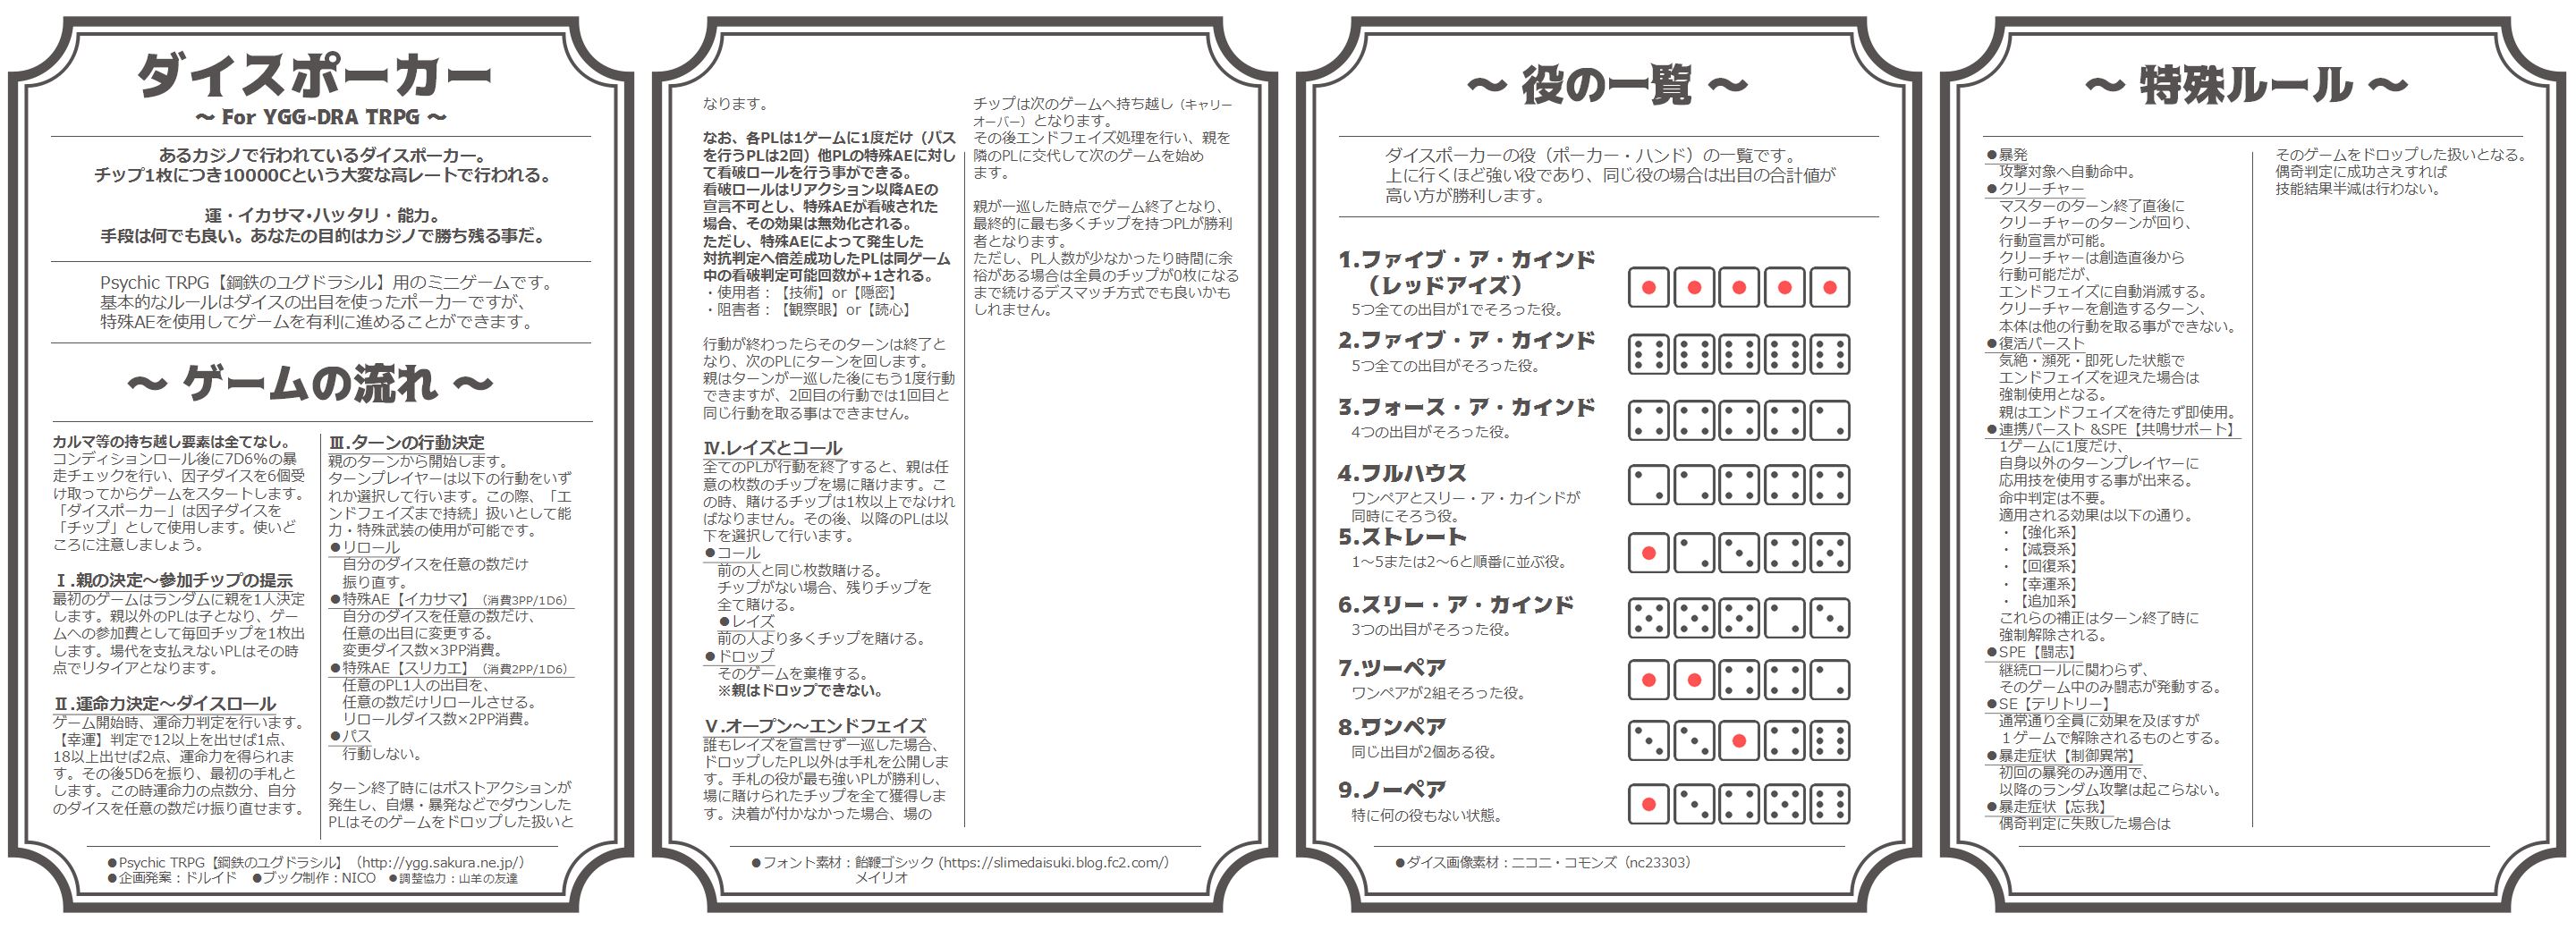 ダイスポーカー
～ For YGG-DRA TRPG ～
あるカジノで行われているダイスポーカー。
チップ1枚につき10000Cという大変な高レートで行われる。
運・イカサマ・ハッタリ・能力。
手段は何でも良い。あなたの目的はカジノで勝ち残る事だ。
Psychic TRPG【鋼鉄のユグドラシル】用のミニゲームです。
基本的なルールはダイスの出目を使ったポーカーですが、
特殊AEを使用してゲームを有利に進めることができます。
～ ゲームの流れ ～
カルマ等の持ち越し要素は全てなし。
コンディションロール後に7D6%の暴
走チェックを行い、因子ダイスを6個受
け取ってからゲームをスタートします。
「ダイスポーカー」は因子ダイスを
「チップ」として使用します。使いど
ころに注意しましょう。
Ⅰ.親の決定～参加チップの提示
最初のゲームはランダムに親を1人決定
します。親以外のPLは子となり、ゲー
ムへの参加費として毎回チップを1枚出
します。場代を支払えないPLはその時
点でリタイアとなります。
Ⅱ.運命力決定～ダイスロール
ゲーム開始時、運命力判定を行います。
【幸運】判定で12以上を出せば1点、
18以上出せば2点、運命力を得られま
す。その後5D6を振り、最初の手札と
します。この時運命力の点数分、自分
のダイスを任意の数だけ振り直せます。
Ⅲ.ターンの行動決定
親のターンから開始します。
ターンプレイヤーは以下の行動をいず
れか選択して行います。この際、「エ
ンドフェイズまで持続」扱いとして能
力・特殊武装の使用が可能です。
●リロール
自分のダイスを任意の数だけ
振り直す。
●特殊AE【イカサマ】（消費3PP/1D6）
自分のダイスを任意の数だけ、
任意の出目に変更する。
変更ダイス数×3PP消費。
●特殊AE【スリカエ】（消費2PP/1D6）
任意のPL1人の出目を、
任意の数だけリロールさせる。
リロールダイス数×2PP消費。
●パス
行動しない。
ターン終了時にはポストアクションが
発生し、自爆・暴発などでダウンした
PLはそのゲームをドロップした扱いと
●Psychic TRPG【鋼鉄のユグドラシル】（http://ygg.sakura.ne.jp/）
●企画発案：ドルイド　●ブック制作：NICO　●調整協力：山羊の友達
なります。
なお、各PLは1ゲームに1度だけ（パス
を行うPLは2回）他PLの特殊AEに対し
て看破ロールを行う事ができる。
看破ロールはリアクション以降AEの
宣言不可とし、特殊AEが看破された
場合、その効果は無効化される。
ただし、特殊AEによって発生した
対抗判定へ倍差成功したPLは同ゲーム
中の看破判定可能回数が+1される。
・使用者：【技術】or【隠密】
・阻害者：【観察眼】or【読心】
行動が終わったらそのターンは終了と
なり、次のPLにターンを回します。
親はターンが一巡した後にもう1度行動
できますが、2回目の行動では1回目と
同じ行動を取る事はできません。
Ⅳ.レイズとコール
全てのPLが行動を終了すると、親は任
意の枚数のチップを場に賭けます。こ
の時、賭けるチップは1枚以上でなけれ
ばなりません。その後、以降のPLは以
下を選択して行います。
●コール
前の人と同じ枚数賭ける。
チップがない場合、残りチップを
全て賭ける。
●レイズ
前の人より多くチップを賭ける。
●ドロップ
そのゲームを棄権する。
※親はドロップできない。
Ⅴ.オープン～エンドフェイズ
誰もレイズを宣言せず一巡した場合、
ドロップしたPL以外は手札を公開しま
す。手札の役が最も強いPLが勝利し、
場に賭けられたチップを全て獲得しま
す。決着が付かなかった場合、場の
チップは次のゲームへ持ち越し（キャリー
オーバー）となります。
その後エンドフェイズ処理を行い、親を
隣のPLに交代して次のゲームを始め
ます。
親が一巡した時点でゲーム終了となり、
最終的に最も多くチップを持つPLが勝利
者となります。
ただし、PL人数が少なかったり時間に余
裕がある場合は全員のチップが0枚になる
まで続けるデスマッチ方式でも良いかも
しれません。
●フォント素材：飴鞭ゴシック（https://slimedaisuki.blog.fc2.com/）
メイリオ
～ 役の一覧 ～
ダイスポーカーの役（ポーカー・ハンド）の一覧です。
上に行くほど強い役であり、同じ役の場合は出目の合計値が
高い方が勝利します。
1.ファイブ・ア・カインド
（レッドアイズ）
5つ全ての出目が1でそろった役。
2.ファイブ・ア・カインド
5つ全ての出目がそろった役。
3.フォース・ア・カインド
4つの出目がそろった役。
4.フルハウス
ワンペアとスリー・ア・カインドが
同時にそろう役。
5.ストレート
1～5または2～6と順番に並ぶ役。
6.スリー・ア・カインド
3つの出目がそろった役。
7.ツーペア
ワンペアが2組そろった役。
8.ワンペア
同じ出目が2個ある役。
9.ノーペア
特に何の役もない状態。
●ダイス画像素材：ニコニ・コモンズ（nc23303）
～ 特殊ルール ～
●暴発
攻撃対象へ自動命中。
●クリーチャー
マスターのターン終了直後に
クリーチャーのターンが回り、
行動宣言が可能。
クリーチャーは創造直後から
行動可能だが、
エンドフェイズに自動消滅する。
クリーチャーを創造するターン、
本体は他の行動を取る事ができない。
●復活バースト
気絶・瀕死・即死した状態で
エンドフェイズを迎えた場合は
強制使用となる。
親はエンドフェイズを待たず即使用。
●連携バースト &SPE【共鳴サポート】
1ゲームに1度だけ、
自身以外のターンプレイヤーに
応用技を使用する事が出来る。
命中判定は不要。
適用される効果は以下の通り。
・【強化系】
・【減衰系】
・【回復系】
・【幸運系】
・【追加系】
これらの補正はターン終了時に
強制解除される。
●SPE【闘志】
継続ロールに関わらず、
そのゲーム中のみ闘志が発動する。
●SE【テリトリー】
通常通り全員に効果を及ぼすが
１ゲームで解除されるものとする。
●暴走症状【制御異常】
初回の暴発のみ適用で、
以降のランダム攻撃は起こらない。
●暴走症状【忘我】
偶奇判定に失敗した場合は
そのゲームをドロップした扱いとなる。
偶奇判定に成功さえすれば
技能結果半減は行わない。